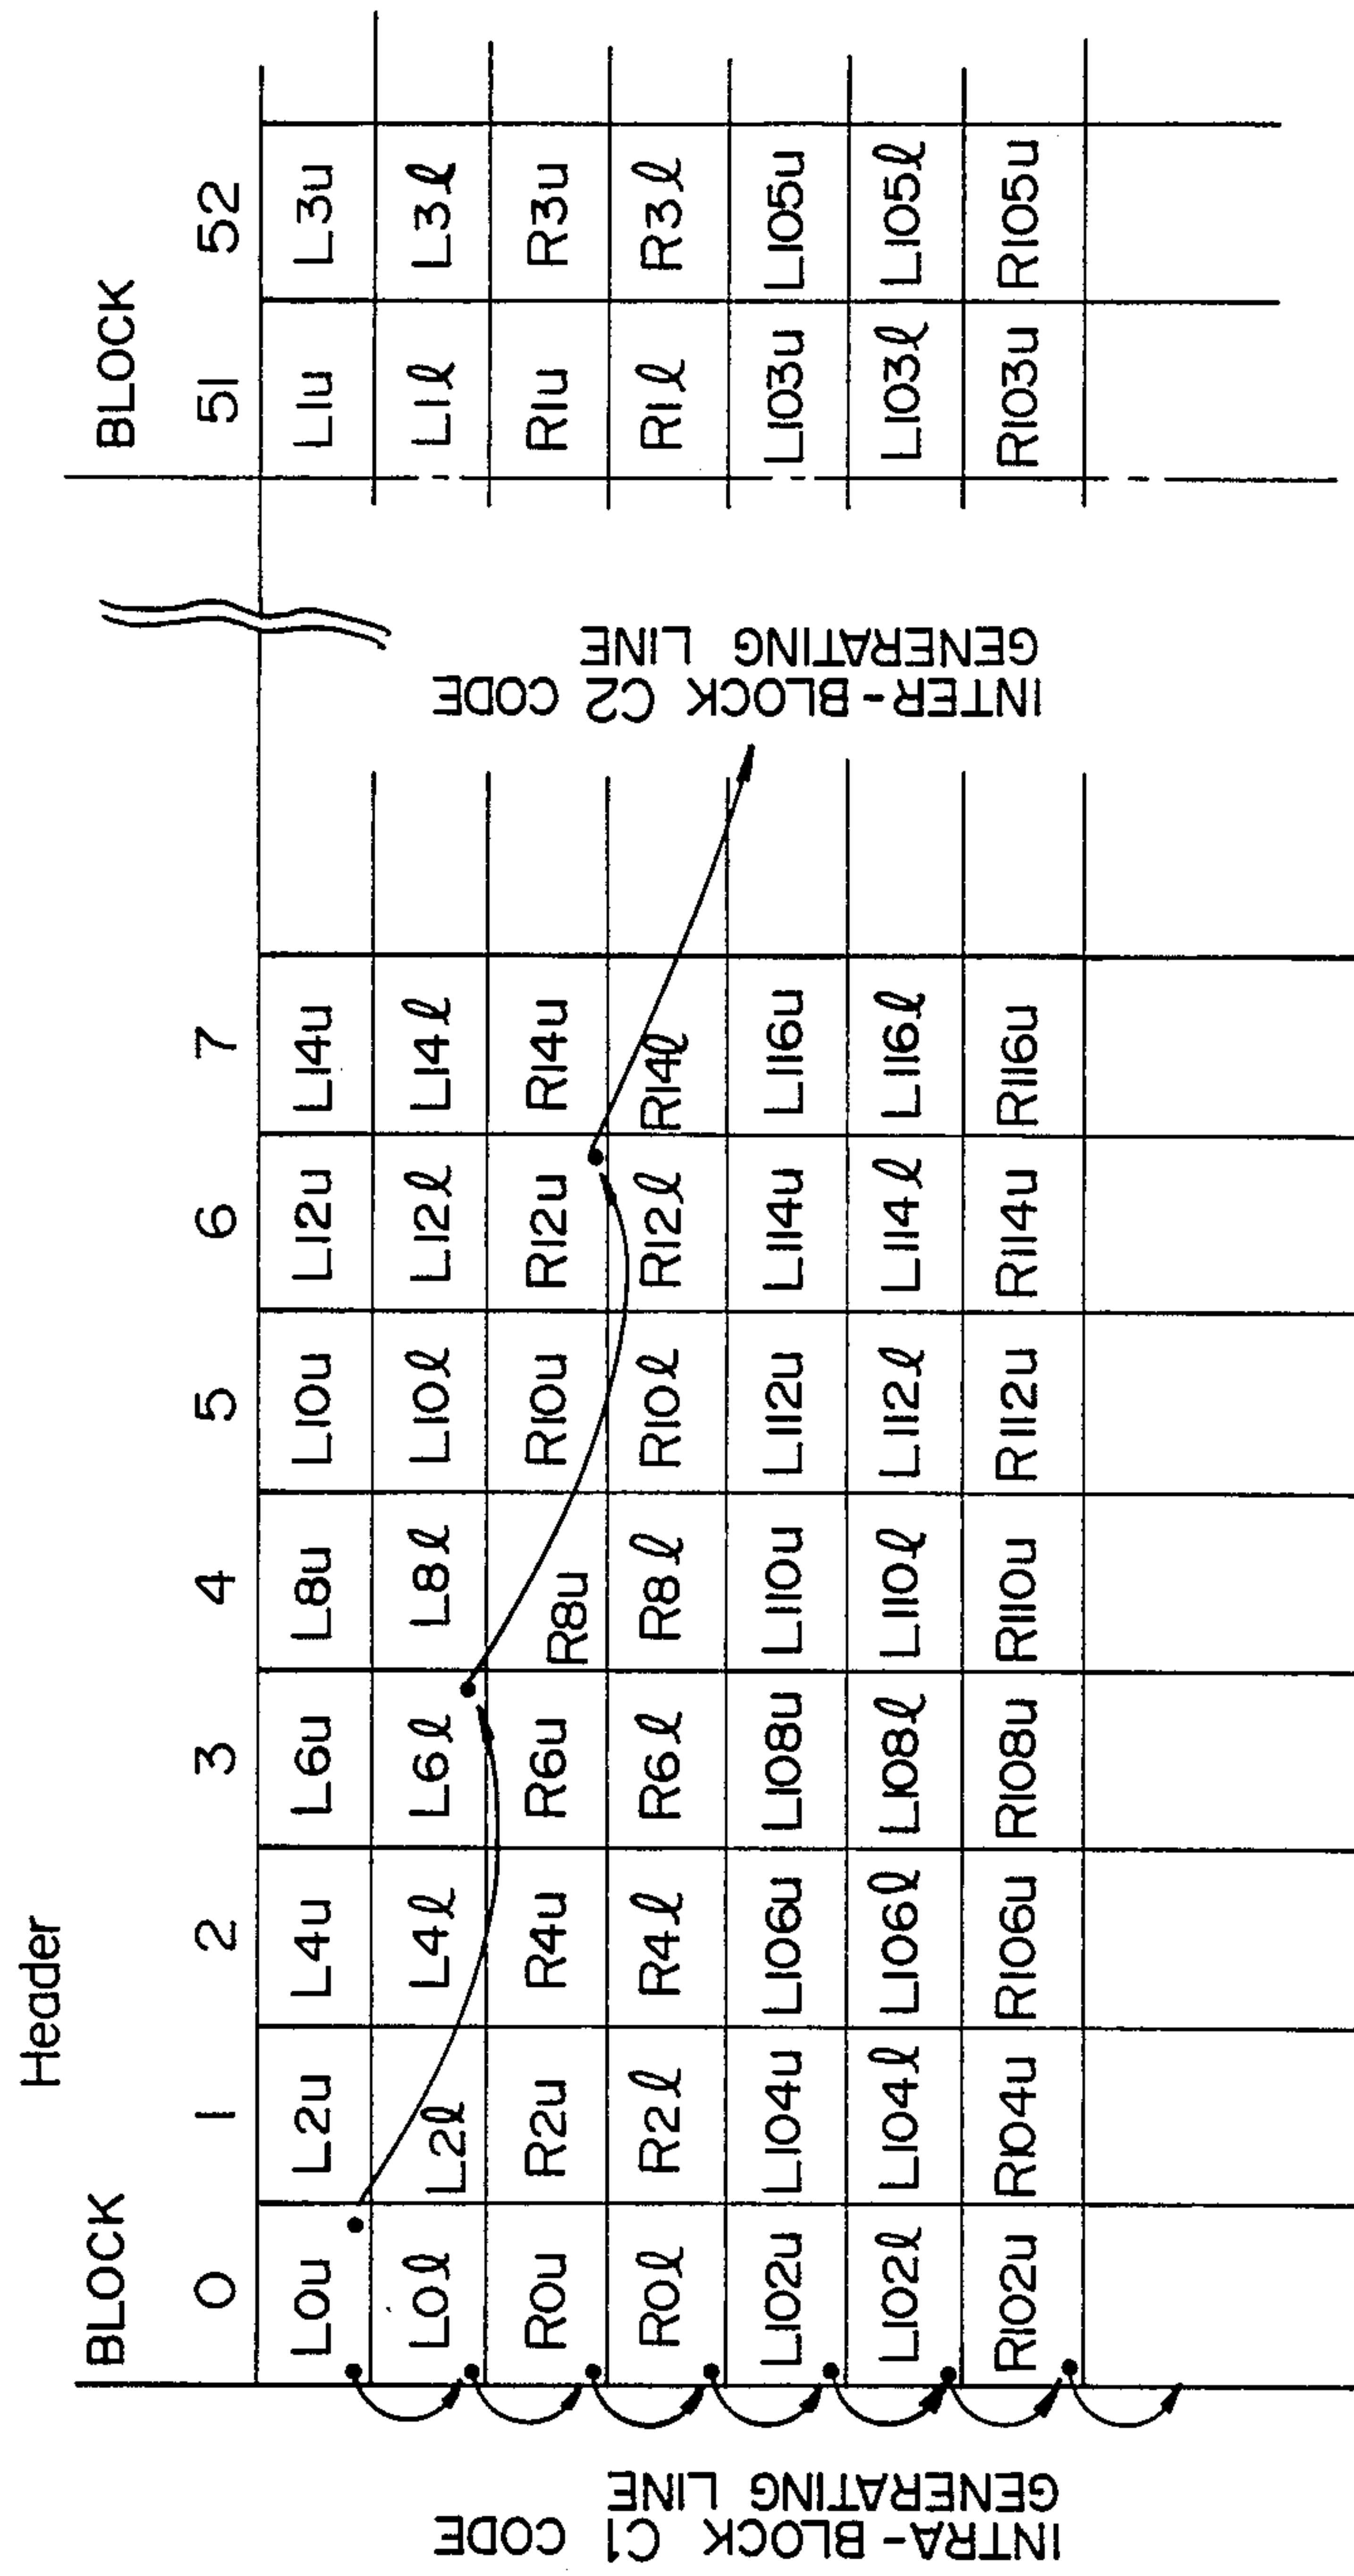 Header
BLOCK BLOCK
0 1 2 3 4 5 6 7 51 52
L0u L2u L4u L6u L8u L10u L12u L14u L1u L3u
L0ℓ L2ℓ L4ℓ L6ℓ L8ℓ L10ℓ L12ℓ L14ℓ L1ℓ L3ℓ
R0u R2u R4u R6u R8u R10u R12u R14u R1u R3u
R0ℓ R2ℓ R4ℓ R6ℓ R8ℓ R10ℓ R12ℓ R14ℓ R1ℓ R3ℓ
L102u L104u L106u L108u L110u L112u L114u L116u L103u L105u
L102ℓ L104ℓ L106ℓ L108ℓ L110ℓ L112ℓ L114ℓ L116ℓ L103ℓ L105ℓ
R102u R104u R106u R108u R110u R112u R114u R116u R103u R105u
INTRA-BLOCK C1 CODE
GENERATING LINE
INTER-BLOCK C2 CODE
GENERATING LINE